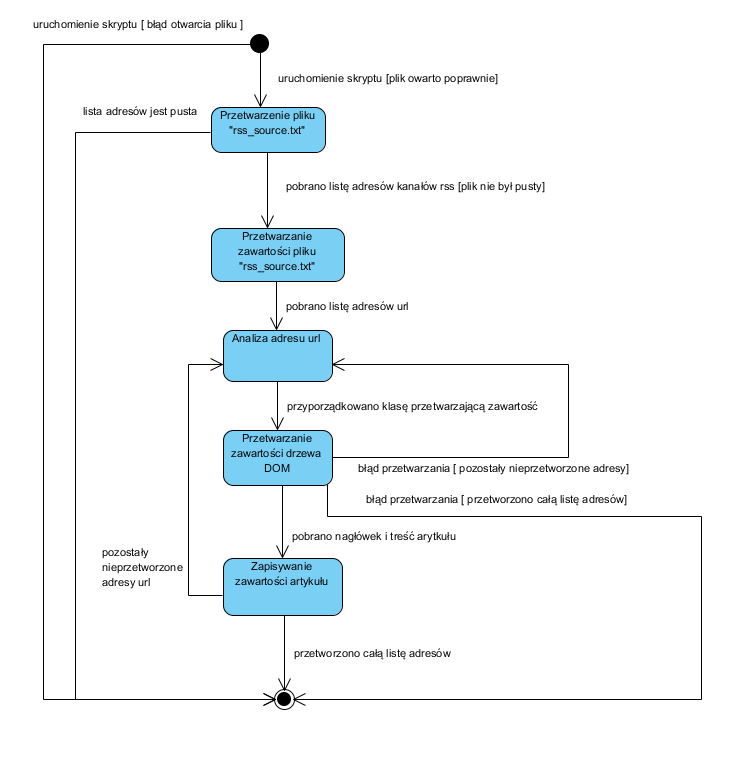 uruchomienie skryptu [ błąd otwarcia pliku ]
uruchomienie skryptu [plik owarto poprawnie]
lista adresów jest pusta
Przetwarzenie pliku
"rss_source.txt"
pobrano listę adresów kanałów rss [plik nie był pusty]
Przetwarzanie
zawartości pliku
"rss_source.txt"
pobrano listę adresów url
Analiza adresu url
przyporządkowano klasę przetwarzającą zawartość
Przetwarzanie
zawartości drzewa
DOM
błąd przetwarzania [ pozostały nieprzetworzone adresy]
błąd przetwarzania [ przetworzono całą listę adresów]
pobrano nagłówek i treść arytkułu
pozostały
nieprzetworzone
adresy url
Zapisywanie
zawartości artykułu
przetworzono całą listę adresów